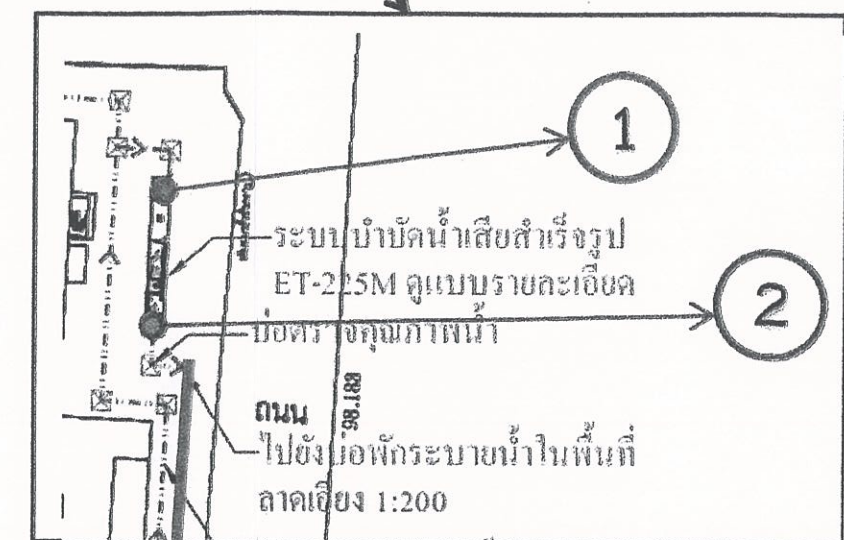 1
ระบบบำบัดน้ำเสียสำเร็จรูป
ET-225M ดูแบบรายละเอียด
2
บ่อตรวจคุณภาพน้ำ
ถนน
ไปยังบ่อพักระบายน้ำในพื้นที่
ลาดเอียง 1:200